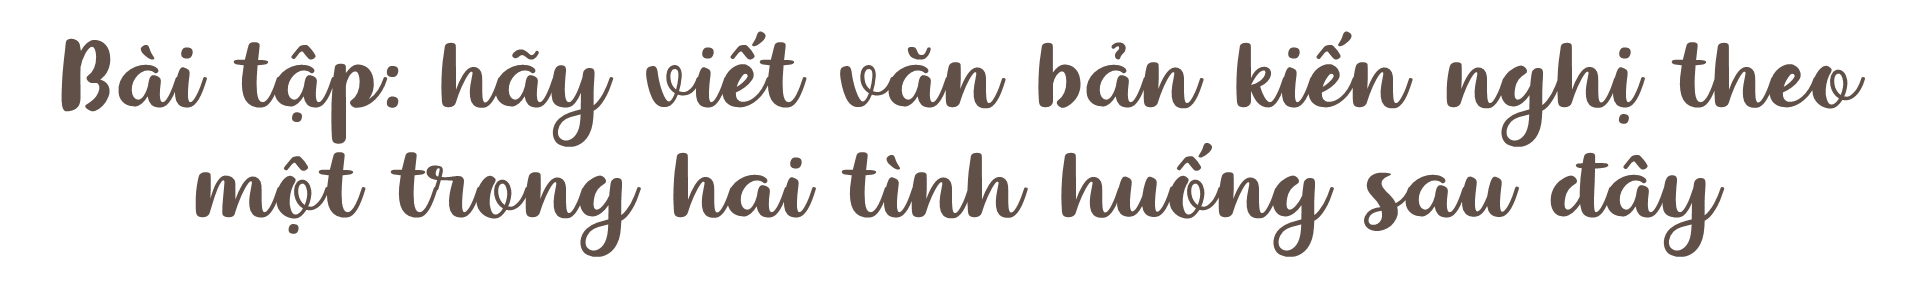 Bài tập: hãy viết văn bản kiến nghị theo
một trong hai tình huống sau đây